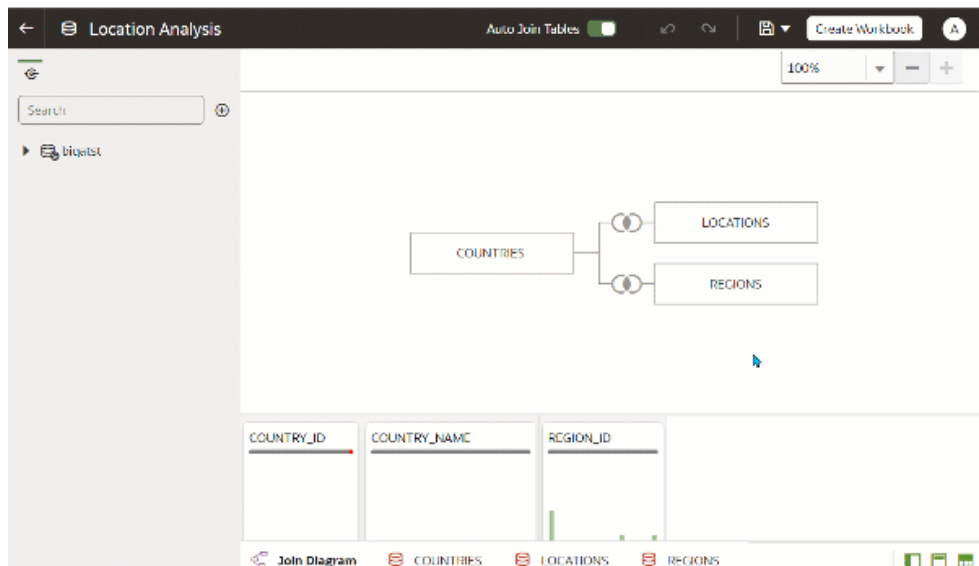 Location Analysis
Auto Join Tables
Create Workbook
A
100%
Search
biqatst
COUNTRIES
LOCATIONS
REGIONS
COUNTRY_ID
COUNTRY_NAME
REGION_ID
Join Diagram
COUNTRIES
LOCATIONS
REGIONS